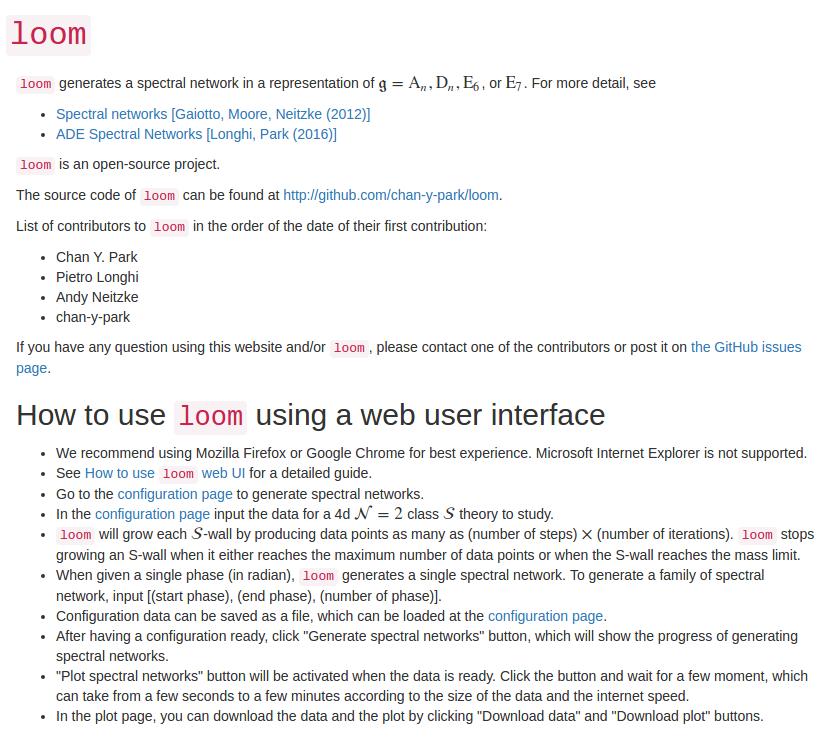 loom
loom generates a spectral network in a representation of 𝔤 = Aₙ, Dₙ, E₆, or E₇. For more detail, see
• Spectral networks [Gaiotto, Moore, Neitzke (2012)]
• ADE Spectral Networks [Longhi, Park (2016)]
loom is an open-source project.
The source code of loom can be found at http://github.com/chan-y-park/loom.
List of contributors to loom in the order of the date of their first contribution:
• Chan Y. Park
• Pietro Longhi
• Andy Neitzke
• chan-y-park
If you have any question using this website and/or loom, please contact one of the contributors or post it on the GitHub issues
page.
How to use loom using a web user interface
• We recommend using Mozilla Firefox or Google Chrome for best experience. Microsoft Internet Explorer is not supported.
• See How to use loom web UI for a detailed guide.
• Go to the configuration page to generate spectral networks.
• In the configuration page input the data for a 4d 𝒩 = 2 class 𝒮 theory to study.
• loom will grow each 𝒮-wall by producing data points as many as (number of steps) × (number of iterations). loom stops
growing an S-wall when it either reaches the maximum number of data points or when the S-wall reaches the mass limit.
• When given a single phase (in radian), loom generates a single spectral network. To generate a family of spectral
network, input [(start phase), (end phase), (number of phase)].
• Configuration data can be saved as a file, which can be loaded at the configuration page.
• After having a configuration ready, click "Generate spectral networks" button, which will show the progress of generating
spectral networks.
• "Plot spectral networks" button will be activated when the data is ready. Click the button and wait for a few moment, which
can take from a few seconds to a few minutes according to the size of the data and the internet speed.
• In the plot page, you can download the data and the plot by clicking "Download data" and "Download plot" buttons.